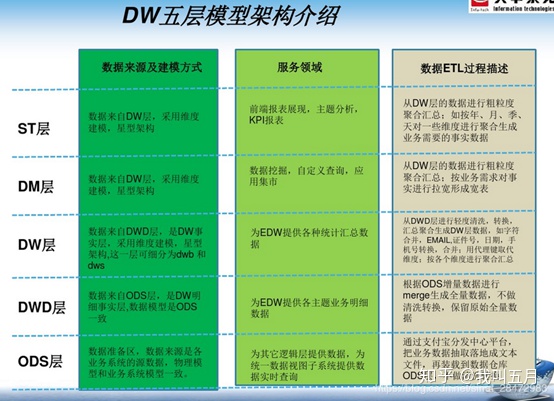 DW五层模型架构介绍
Information technologies
数据来源及建模方式
服务领域
数据ETL过程描述
ST层
数据来自DW层，采用维度
建模，星型架构
前端报表展现，主题分析，
KPI报表
从DW层的数据进行粗粒度
聚合汇总；如按年、月、季、
天对一些维度进行聚合生成
业务需要的事实数据
DM层
数据来自DW层，采用维度
建模，星型架构
数据挖掘，自定义查询，应
用集市
从DW层的数据进行粗粒度
聚合汇总；按业务需求对事
实进行拉宽形成宽表
DW层
数据来自DWD层，是DW事
实层，采用维度建模，星型
架构,这一层可细分为dwb 和
dws
为EDW提供各种统计汇总数
据
从DWD层进行轻度清洗，转换，
汇总聚合生成DW层数据，如字符
合并，EMAIL,证件号，日期，手
机号转换，合并；用代理键取代
维度；按各个维度进行聚合汇总
DWD层
数据来自ODS层，是DW明
细事实层,数据模型是ODS
一致
为EDW提供各主题业务明细
数据
根据ODS增量数据进行
merge生成全量数据，不做
清洗转换，保留原始全量数
据
ODS层
数据准备区，数据来源是各
业务系统的源数据，物理模
型和业务系统模型一致。
为其它逻辑层提供数据，为
统一数据视图子系统提供数
据实时查询
通过支付宝分发中心平台，
把业务数据抽取落地成文本
文件，再装载到数据仓库
ODS
知乎 @我叫五月